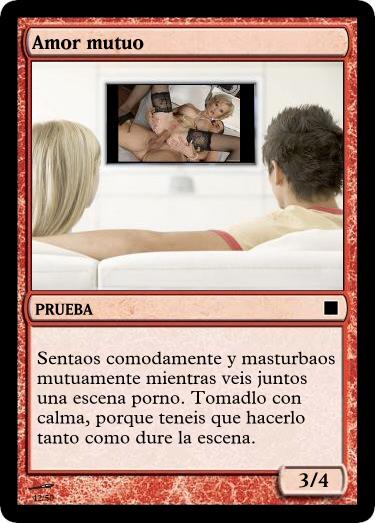 Amor mutuo
PRUEBA
Sentaos comodamente y masturbaos
mutuamente mientras veis juntos
una escena porno. Tomadlo con
calma, porque teneis que hacerlo
tanto como dure la escena.
3/4